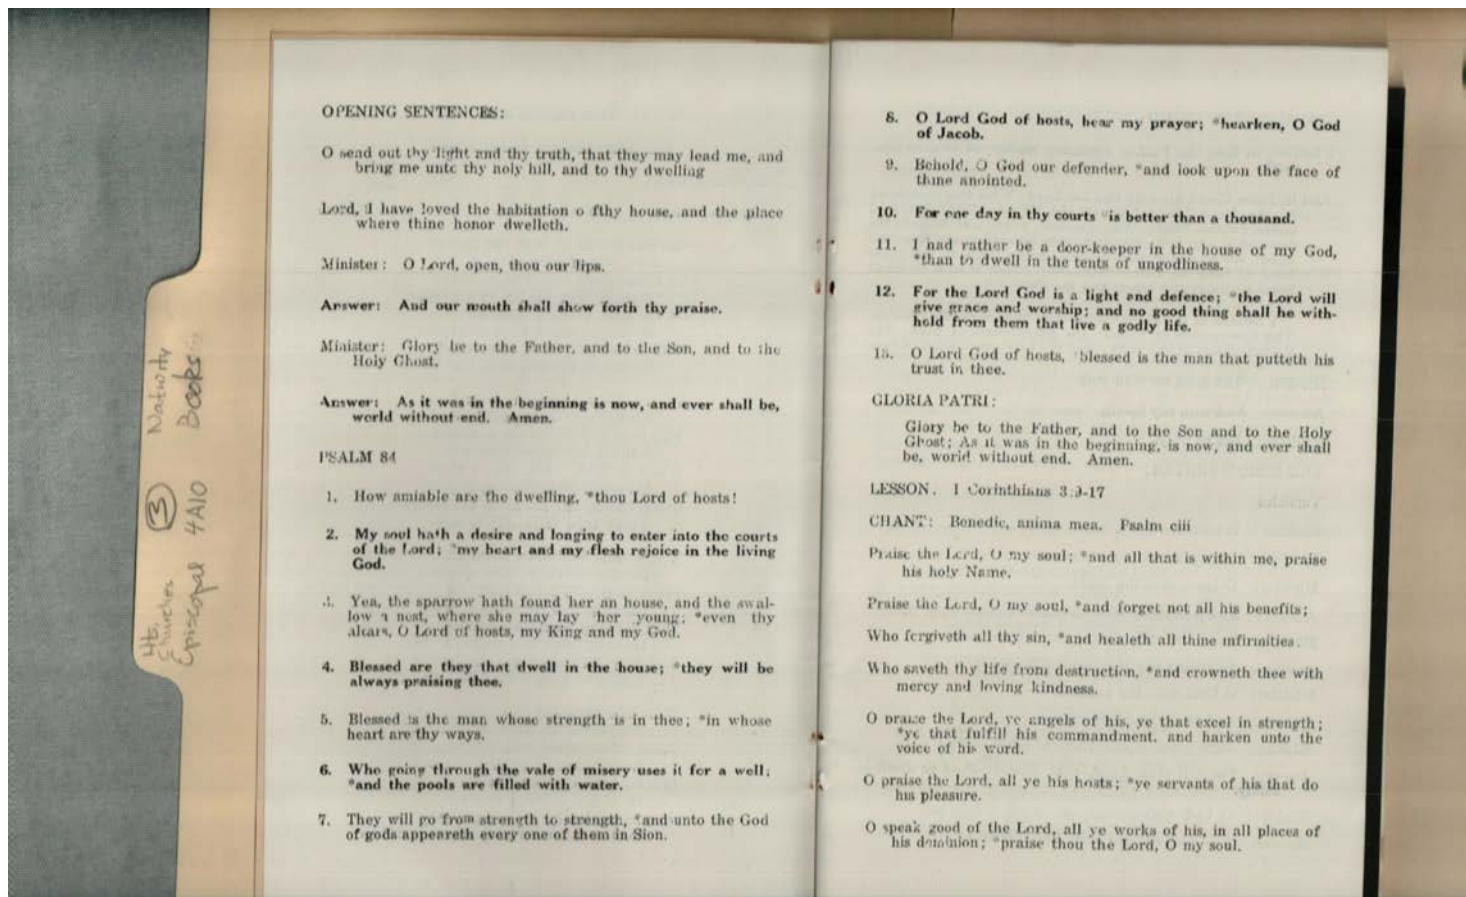 Ht.
Churches ③ Nativity
Episcopal 4A10 Books
OPENING SENTENCES:
O send out thy light and thy truth, that they may lead me, and
bring me unto thy holy hill, and to thy dwelling
Lord, I have loved the habitation o fthy house, and the place
where thine honor dwelleth.
Minister: O Lord, open, thou our lips.
Answer: And our mouth shall show forth thy praise.
Minister: Glory be to the Father, and to the Son, and to the
Holy Ghost.
Answer: As it was in the beginning is now, and ever shall be,
world without end. Amen.
PSALM 84
1. How amiable are the dwelling, *thou Lord of hosts!
2. My soul hath a desire and longing to enter into the courts
of the Lord; *my heart and my flesh rejoice in the living
God.
3. Yea, the sparrow hath found her an house, and the swal-
low a nest, where she may lay her young; *even thy
altars, O Lord of hosts, my King and my God.
4. Blessed are they that dwell in the house; *they will be
always praising thee.
5. Blessed is the man whose strength is in thee; *in whose
heart are thy ways.
6. Who going through the vale of misery uses it for a well;
*and the pools are filled with water.
7. They will go from strength to strength, *and unto the God
of gods appeareth every one of them in Sion.
8. O Lord God of hosts, hear my prayer; *hearken, O God
of Jacob.
9. Behold, O God our defender, *and look upon the face of
thine anointed.
10. For one day in thy courts *is better than a thousand.
11. I had rather be a door-keeper in the house of my God,
*than to dwell in the tents of ungodliness.
12. For the Lord God is a light and defence; *the Lord will
give grace and worship; and no good thing shall he with-
hold from them that live a godly life.
13. O Lord God of hosts, *blessed is the man that putteth his
trust in thee.
GLORIA PATRI:
Glory be to the Father, and to the Son and to the Holy
Ghost; As it was in the beginning, is now, and ever shall
be, world without end. Amen.
LESSON. I Corinthians 3:9-17
CHANT: Benedic, anima mea. Psalm ciii
Praise the Lord, O my soul; *and all that is within me, praise
his holy Name.
Praise the Lord, O my soul, *and forget not all his benefits;
Who forgiveth all thy sin, *and healeth all thine infirmities.
Who saveth thy life from destruction, *and crowneth thee with
mercy and loving kindness.
O praise the Lord, ye angels of his, ye that excel in strength;
*ye that fulfill his commandment, and harken unto the
voice of his word.
O praise the Lord, all ye his hosts; *ye servants of his that do
his pleasure.
O speak good of the Lord, all ye works of his, in all places of
his dominion; *praise thou the Lord, O my soul.